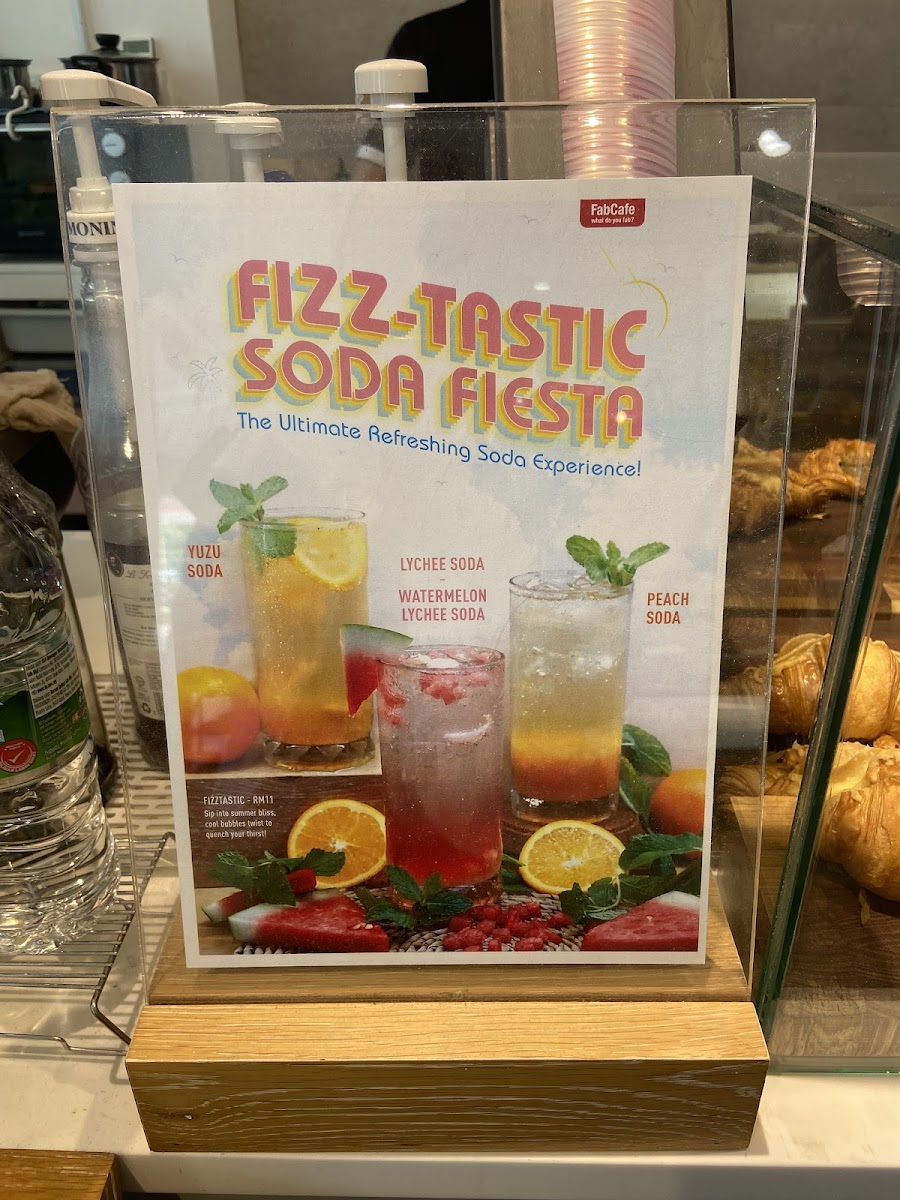 MONIN
FabCafe
what do you fab?
FIZZ-TASTIC
SODA FIESTA
The Ultimate Refreshing Soda Experience!
YUZU
SODA
LYCHEE SODA
-
WATERMELON
LYCHEE SODA
PEACH
SODA
FIZZTASTIC - RM11
Sip into summer bliss,
cool bubbles twist to
quench your thirst!